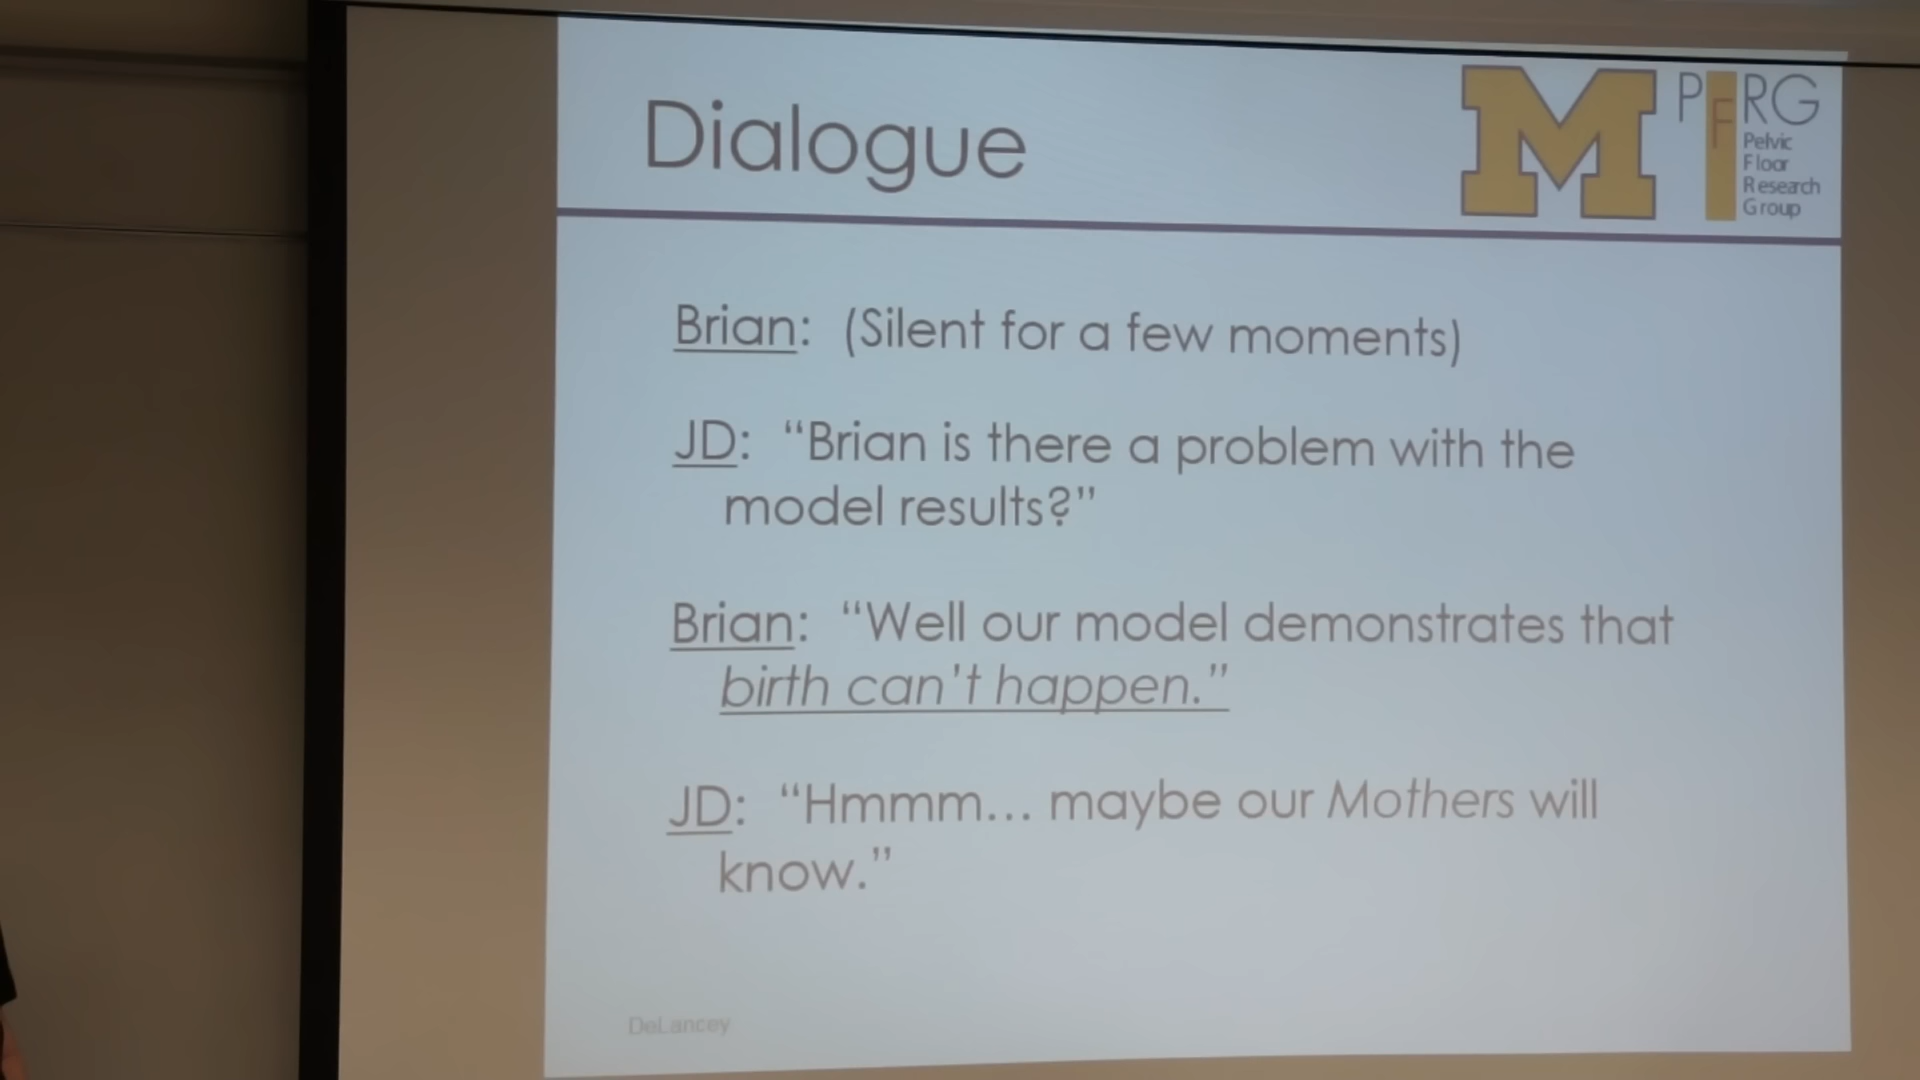 Dialogue
M
PFRG
Pelvic
Floor
Research
Group
Brian:  (Silent for a few moments)
JD:  “Brian is there a problem with the
model results?”
Brian:  “Well our model demonstrates that
birth can’t happen.”
JD:  “Hmmm... maybe our Mothers will
know.”
DeLancey